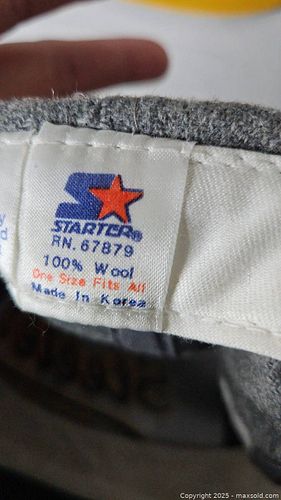 STARTER®
RN. 67879
100% Wool
One Size Fits All
Made In Korea
Copyright © 2025 - maxsold.com